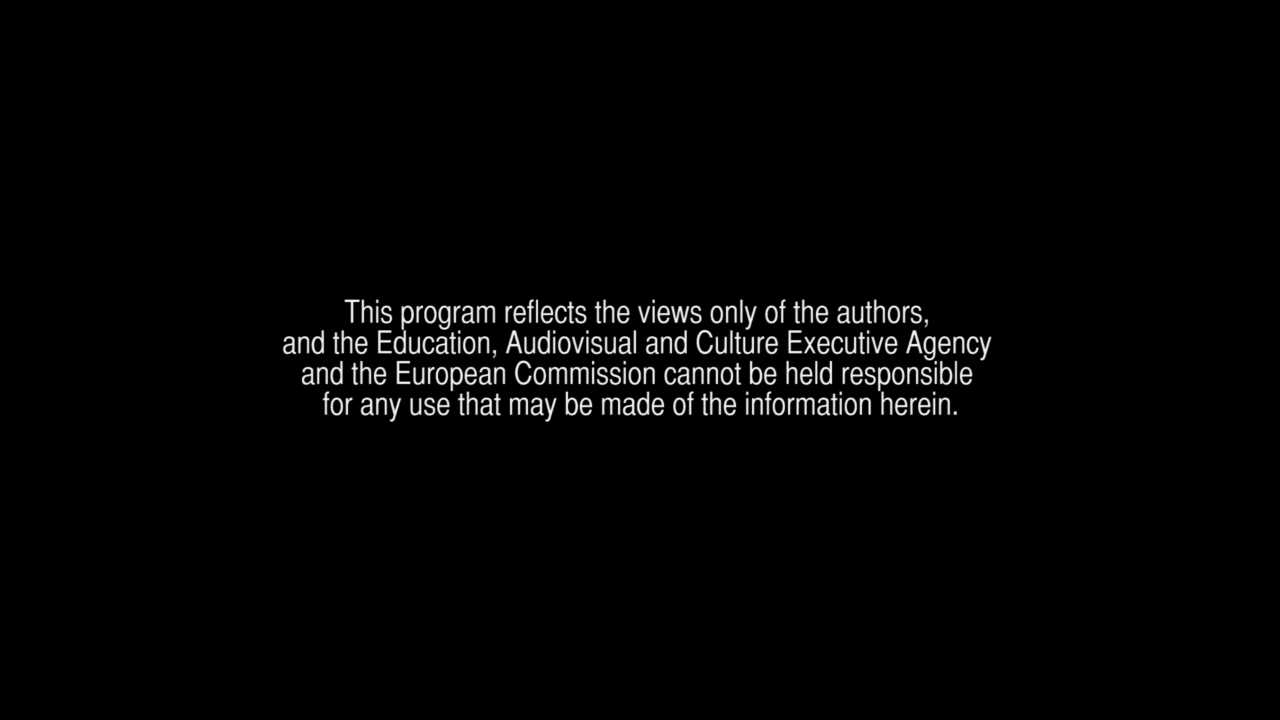 This program reflects the views only of the authors,
and the Education, Audiovisual and Culture Executive Agency
and the European Commission cannot be held responsible
for any use that may be made of the information herein.